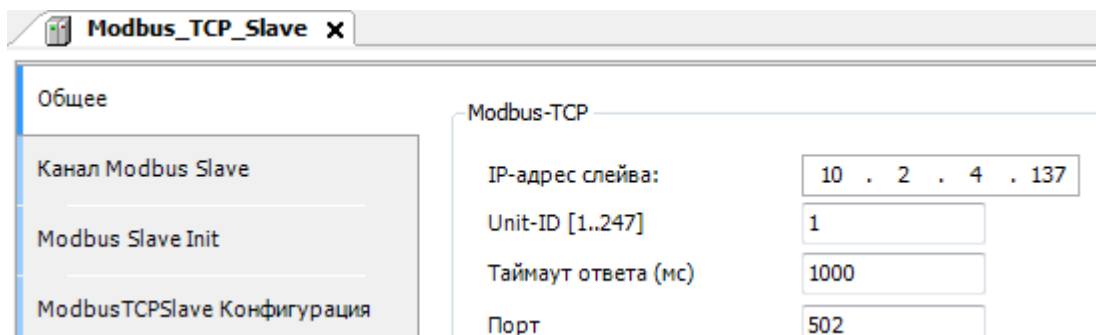 Modbus_TCP_Slave x
Общее
Канал Modbus Slave
Modbus Slave Init
ModbusTCPSlave Конфигурация
Modbus-TCP
IP-адрес слейва: 10 . 2 . 4 . 137
Unit-ID [1..247] 1
Таймаут ответа (мс) 1000
Порт 502